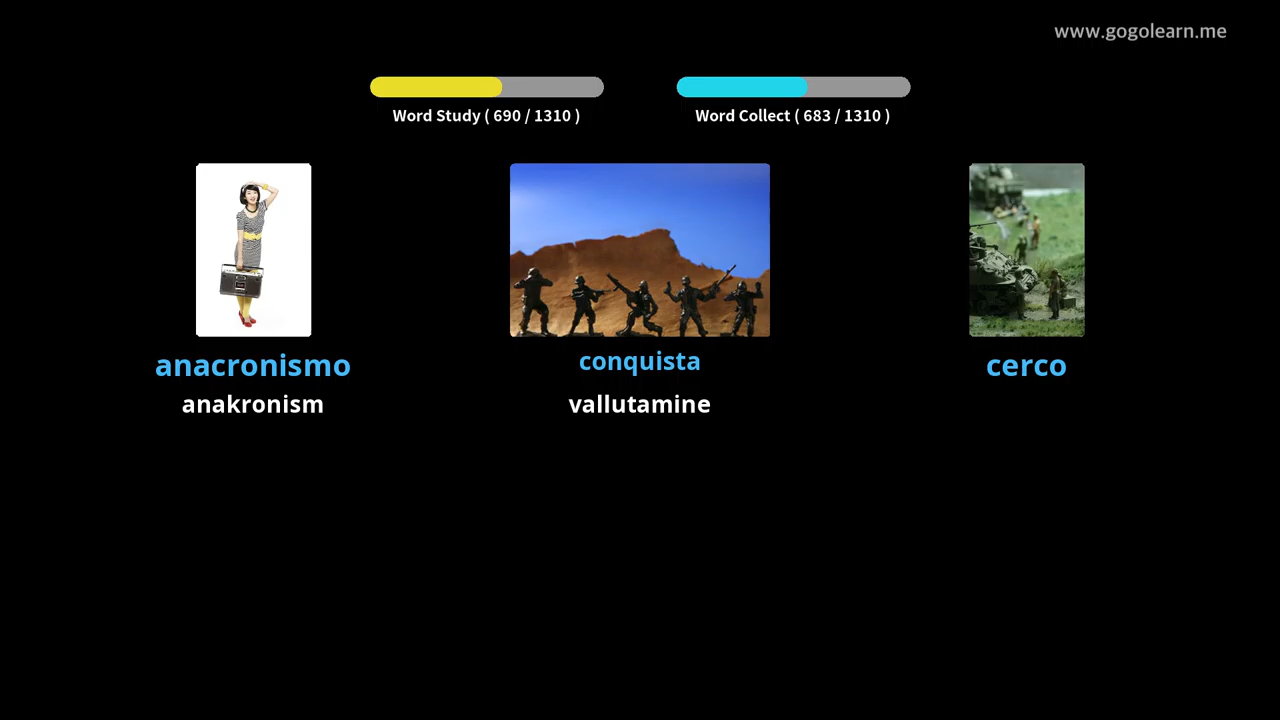 www.gogolearn.me
Word Study ( 690 / 1310 )
Word Collect ( 683 / 1310 )
anacronismo
anakronism
conquista
vallutamine
cerco